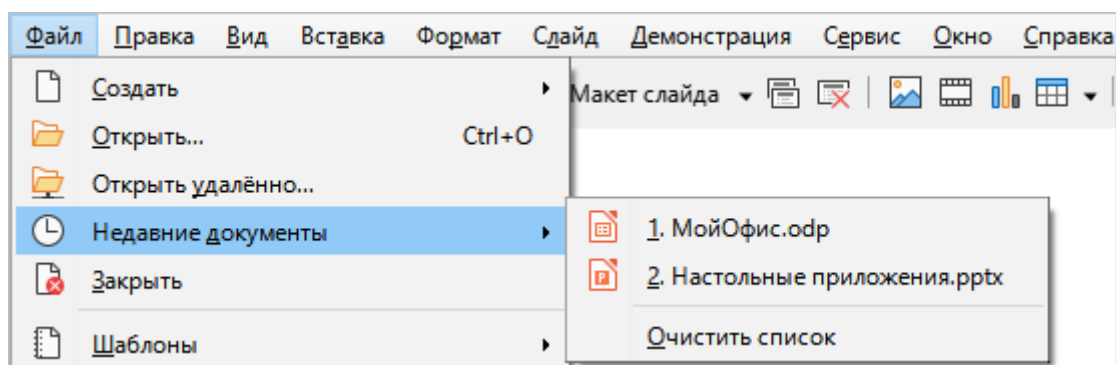 Файл Правка Вид Вставка Формат Слайд Демонстрация Сервис Окно Справка
Создать
Макет слайда
Открыть... Ctrl+O
Открыть удалённо...
Недавние документы
1. МойОфис.odp
Закрыть
2. Настольные приложения.pptx
Шаблоны
Очистить список